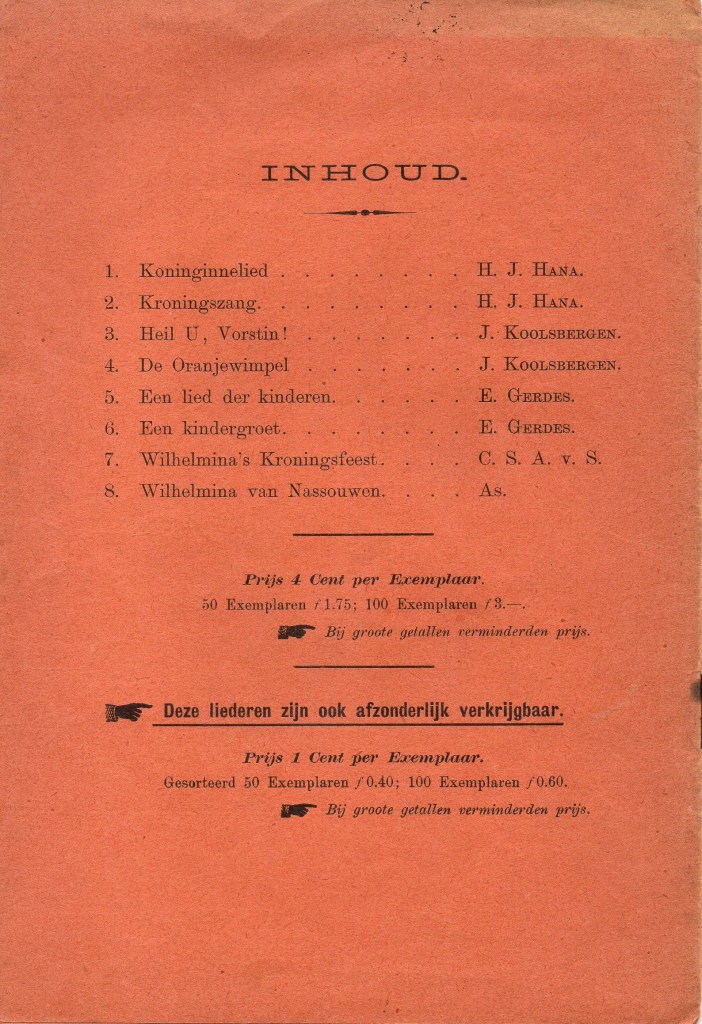 INHOUD.
1. Koninginnelied . . . . . . . . H. J. HANA.
2. Kroningszang. . . . . . . . . H. J. HANA.
3. Heil U, Vorstin! . . . . . . . J. KOOLSBERGEN.
4. De Oranjewimpel . . . . . . . J. KOOLSBERGEN.
5. Een lied der kinderen. . . . . . E. GERDES.
6. Een kindergroet. . . . . . . . E. GERDES.
7. Wilhelmina's Kroningsfeest. . . . C. S. A. v. S.
8. Wilhelmina van Nassouwen. . . . As.
Prijs 4 Cent per Exemplaar.
50 Exemplaren f 1.75; 100 Exemplaren f 3.—.
Bij groote getallen verminderden prijs.
Deze liederen zijn ook afzonderlijk verkrijgbaar.
Prijs 1 Cent per Exemplaar.
Gesorteerd 50 Exemplaren f 0.40; 100 Exemplaren f 0.60.
Bij groote getallen verminderden prijs.